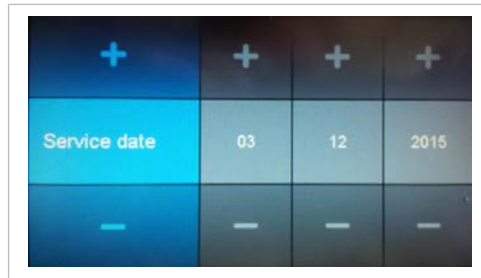 + + + +
Service date 03 12 2015
− − − −